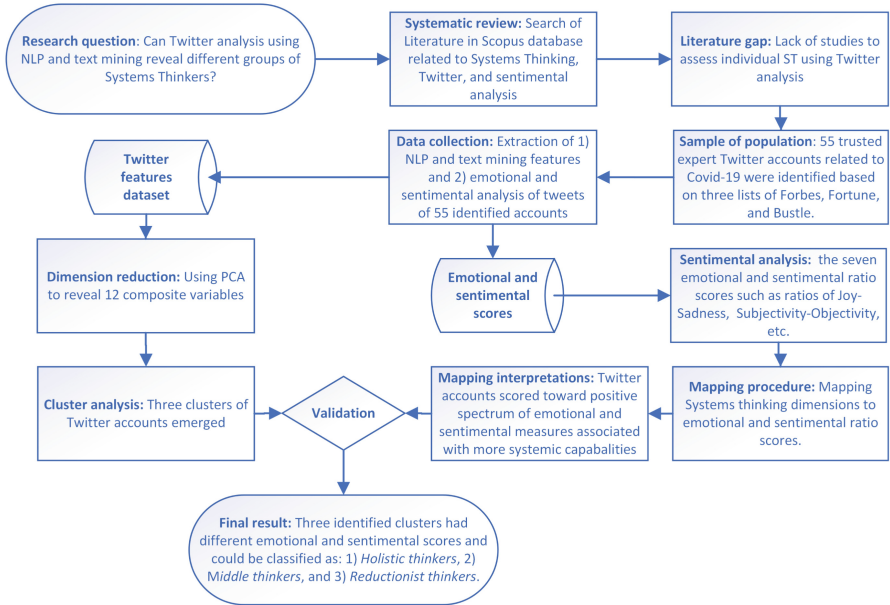 Research question: Can Twitter analysis using
NLP and text mining reveal different groups of
Systems Thinkers?
Systematic review: Search of
Literature in Scopus database
related to Systems Thinking,
Twitter, and sentimental
analysis
Literature gap: Lack of studies to
assess individual ST using Twitter
analysis
Sample of population: 55 trusted
expert Twitter accounts related to
Covid-19 were identified based
on three lists of Forbes, Fortune,
and Bustle.
Data collection: Extraction of 1)
NLP and text mining features
and 2) emotional and
sentimental analysis of tweets
of 55 identified accounts
Twitter
features
dataset
Dimension reduction: Using PCA
to reveal 12 composite variables
Cluster analysis: Three clusters of
Twitter accounts emerged
Emotional and
sentimental
scores
Sentimental analysis: the seven
emotional and sentimental ratio
scores such as ratios of Joy-
Sadness, Subjectivity-Objectivity,
etc.
Mapping procedure: Mapping
Systems thinking dimensions to
emotional and sentimental ratio
scores.
Mapping interpretations: Twitter
accounts scored toward positive
spectrum of emotional and
sentimental measures associated
with more systemic capabalities
Validation
Final result: Three identified clusters had
different emotional and sentimental scores and
could be classified as: 1) Holistic thinkers, 2)
Middle thinkers, and 3) Reductionist thinkers.